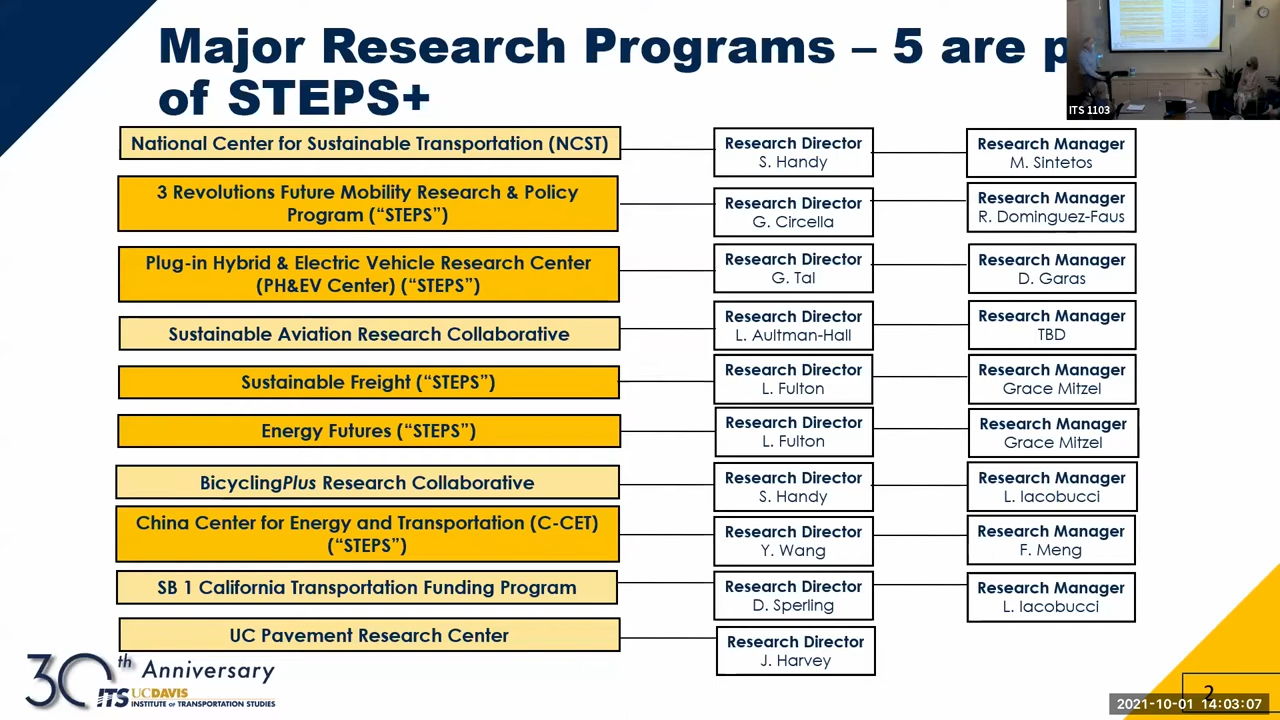 Major Research Programs – 5 are p
of STEPS+
ITS 1103
National Center for Sustainable Transportation (NCST)
Research Director
S. Handy
Research Manager
M. Sintetos
3 Revolutions Future Mobility Research & Policy
Program (“STEPS”)
Research Director
G. Circella
Research Manager
R. Dominguez-Faus
Plug-in Hybrid & Electric Vehicle Research Center
(PH&EV Center) (“STEPS”)
Research Director
G. Tal
Research Manager
D. Garas
Sustainable Aviation Research Collaborative
Research Director
L. Aultman-Hall
Research Manager
TBD
Sustainable Freight (“STEPS”)
Research Director
L. Fulton
Research Manager
Grace Mitzel
Energy Futures (“STEPS”)
Research Director
L. Fulton
Research Manager
Grace Mitzel
BicyclingPlus Research Collaborative
Research Director
S. Handy
Research Manager
L. Iacobucci
China Center for Energy and Transportation (C-CET)
(“STEPS”)
Research Director
Y. Wang
Research Manager
F. Meng
SB 1 California Transportation Funding Program
Research Director
D. Sperling
Research Manager
L. Iacobucci
UC Pavement Research Center
Research Director
J. Harvey
30th Anniversary
ITS UCDAVIS
INSTITUTE OF TRANSPORTATION STUDIES
2
2021-10-01 14:03:07